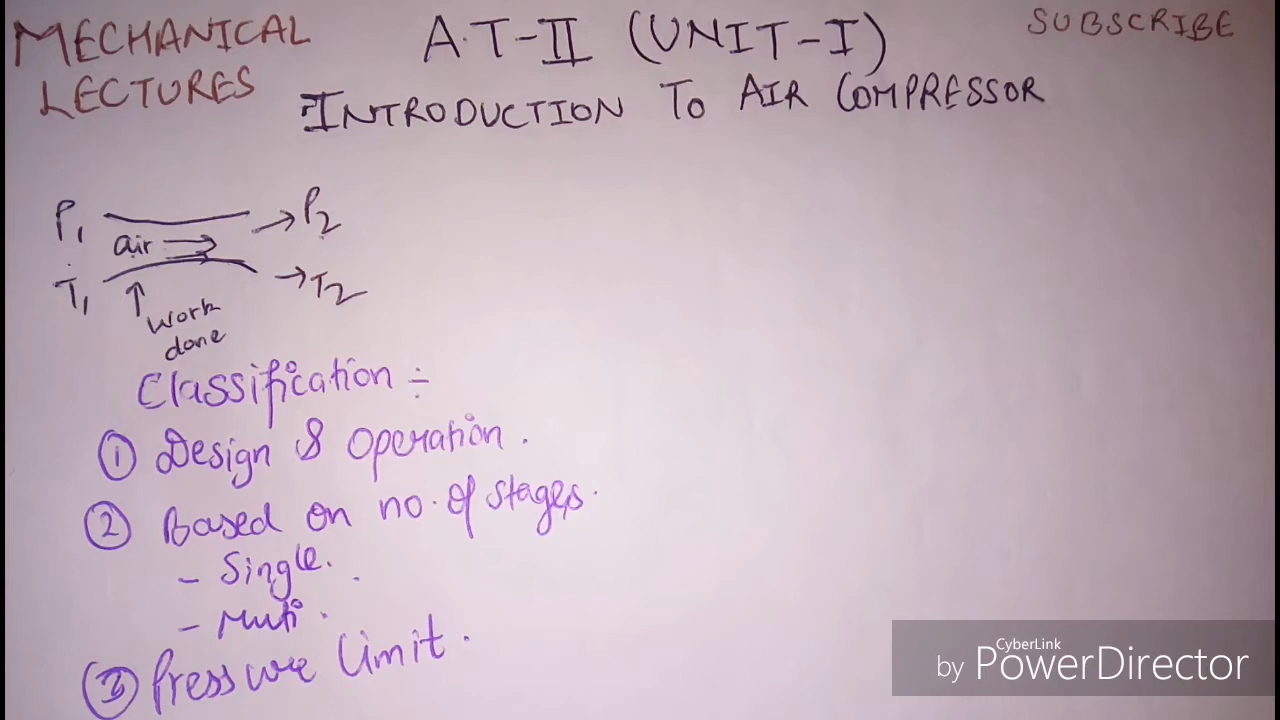 MECHANICAL LECTURES
A.T-II (UNIT-I)
SUBSCRIBE
INTRODUCTION TO AIR COMPRESSOR
P1 → P2
air
T1 → T2
work done
Classification :-
① Design & Operation.
② Based on no. of stages.
- Single.
- Multi.
③ Pressure limit.
CyberLink
by PowerDirector